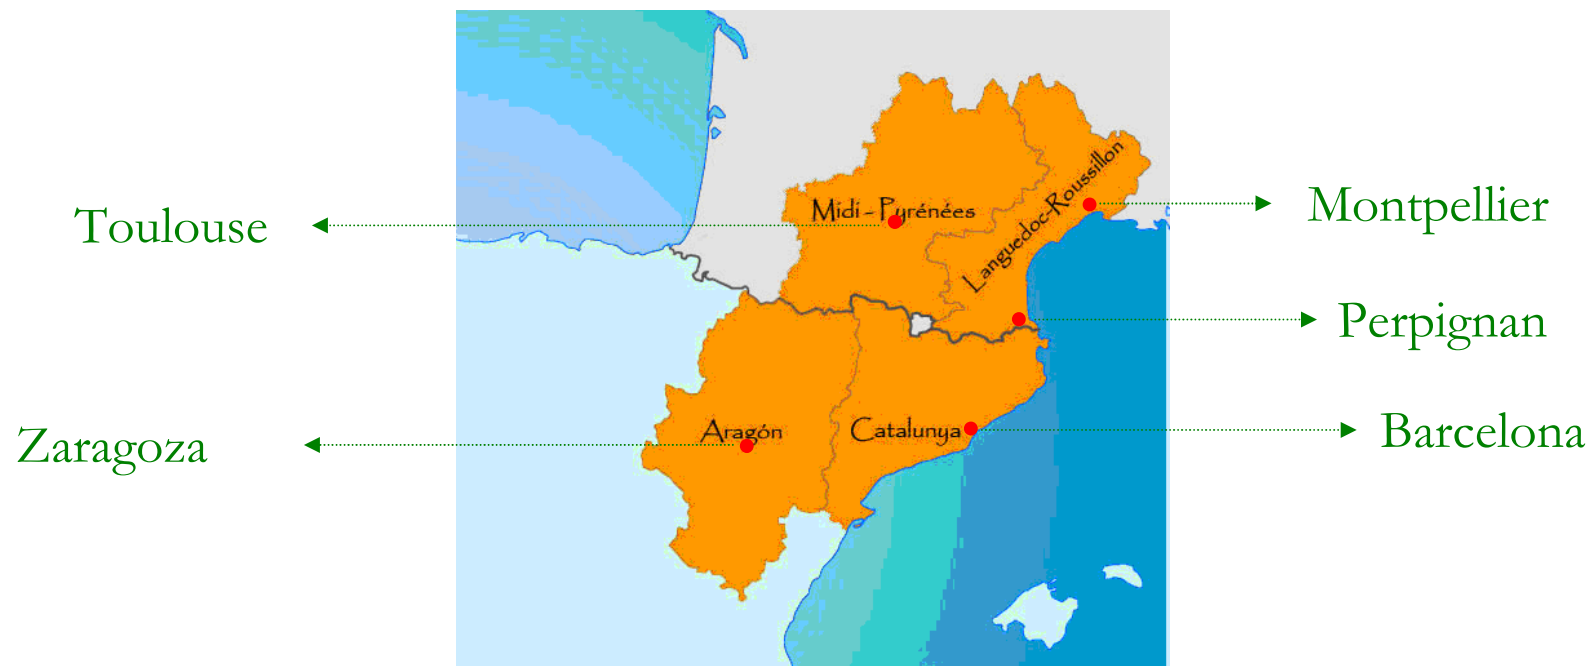 Toulouse
Zaragoza
Midi - Pyrénées
Languedoc-Roussillon
Aragón
Catalunya
Montpellier
Perpignan
Barcelona